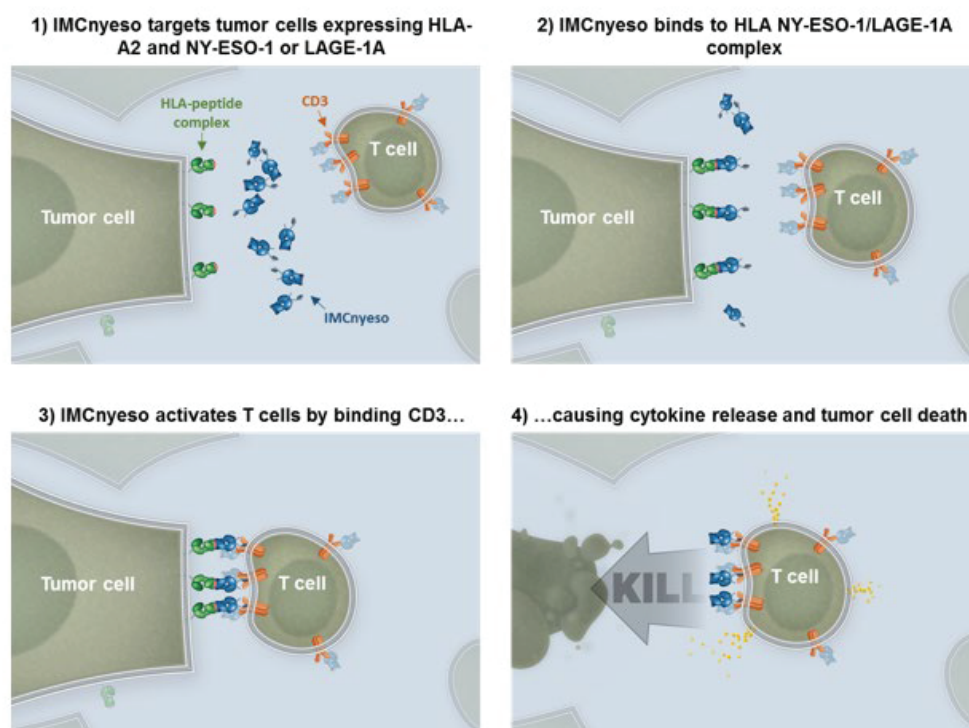 1) IMCnyeso targets tumor cells expressing HLA-
A2 and NY-ESO-1 or LAGE-1A
HLA-peptide
complex
CD3
T cell
Tumor cell
IMCnyeso
2) IMCnyeso binds to HLA NY-ESO-1/LAGE-1A
complex
Tumor cell
T cell
3) IMCnyeso activates T cells by binding CD3...
Tumor cell
T cell
4) ...causing cytokine release and tumor cell death
KILL
T cell